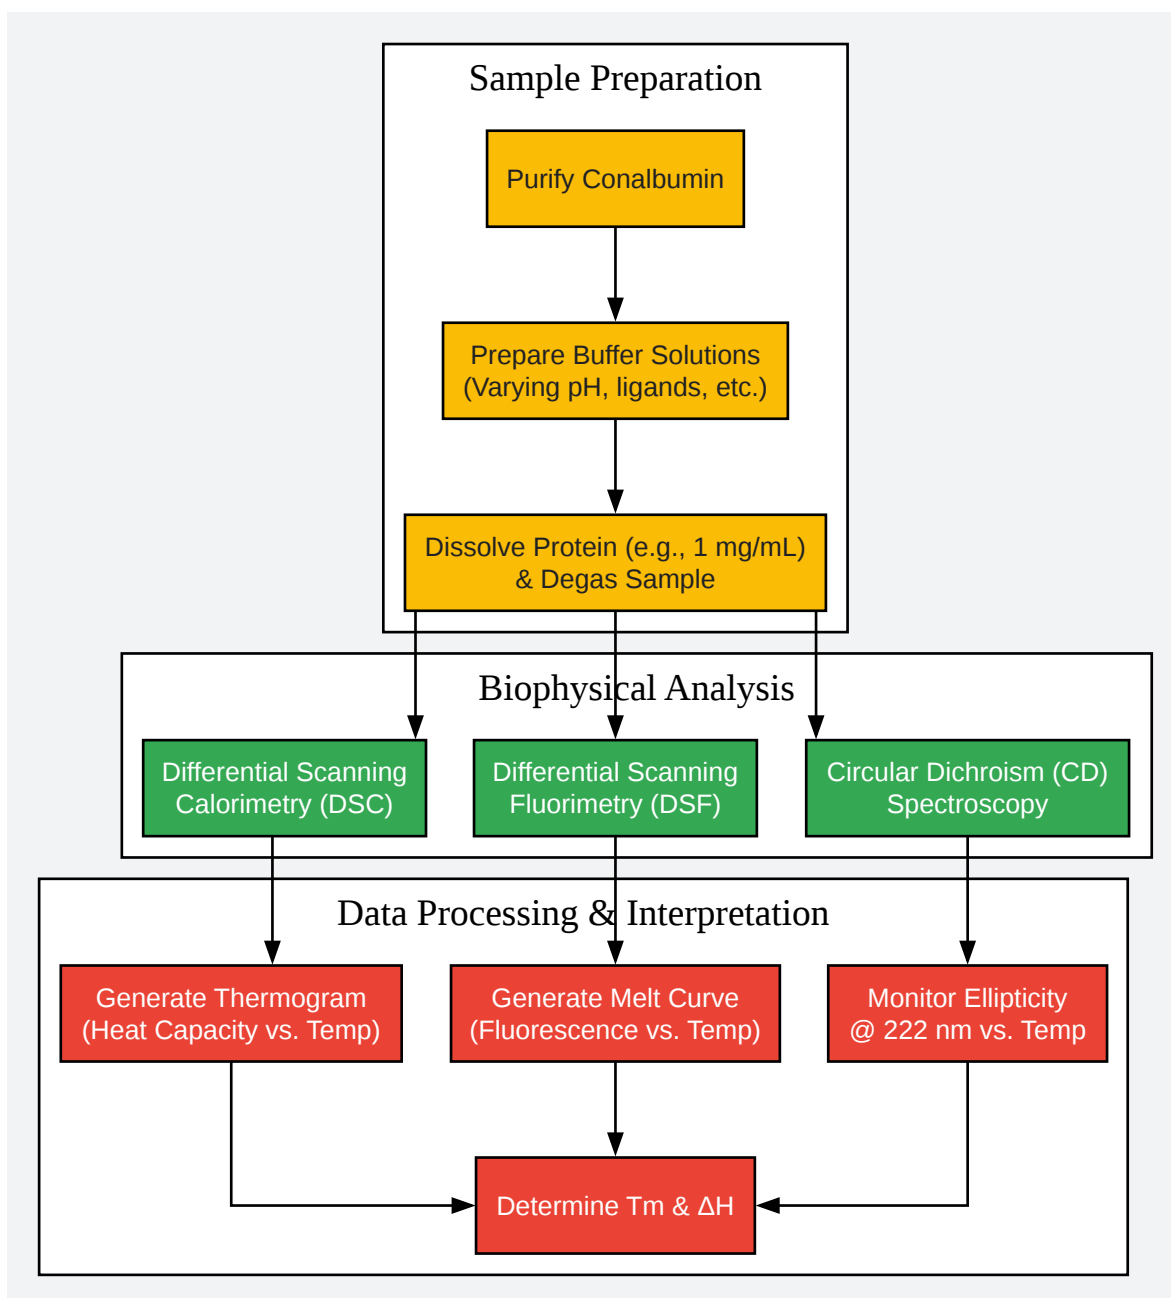 Sample Preparation
Purify Conalbumin
Prepare Buffer Solutions
(Varying pH, ligands, etc.)
Dissolve Protein (e.g., 1 mg/mL)
& Degas Sample
Biophysical Analysis
Differential Scanning
Calorimetry (DSC)
Differential Scanning
Fluorimetry (DSF)
Circular Dichroism (CD)
Spectroscopy
Data Processing & Interpretation
Generate Thermogram
(Heat Capacity vs. Temp)
Generate Melt Curve
(Fluorescence vs. Temp)
Monitor Ellipticity
@ 222 nm vs. Temp
Determine Tm & ΔH